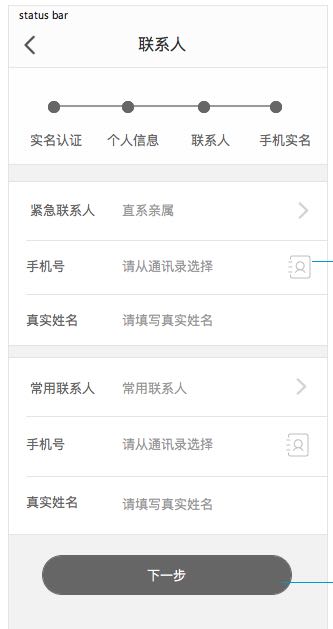 status bar
联系人
实名认证 个人信息 联系人 手机实名
紧急联系人 直系亲属
手机号 请从通讯录选择
真实姓名 请填写真实姓名
常用联系人 常用联系人
手机号 请从通讯录选择
真实姓名 请填写真实姓名
下一步